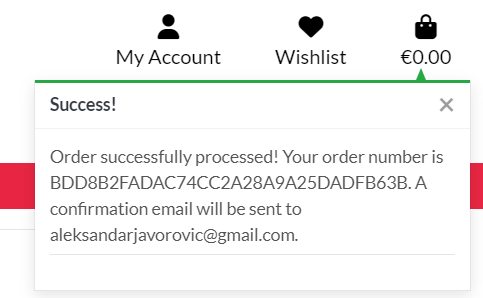 My Account Wishlist €0.00
Success! ×
Order successfully processed! Your order number is
BDD8B2FADAC74CC2A28A9A25DADFB63B. A
confirmation email will be sent to
aleksandarjavorovic@gmail.com.